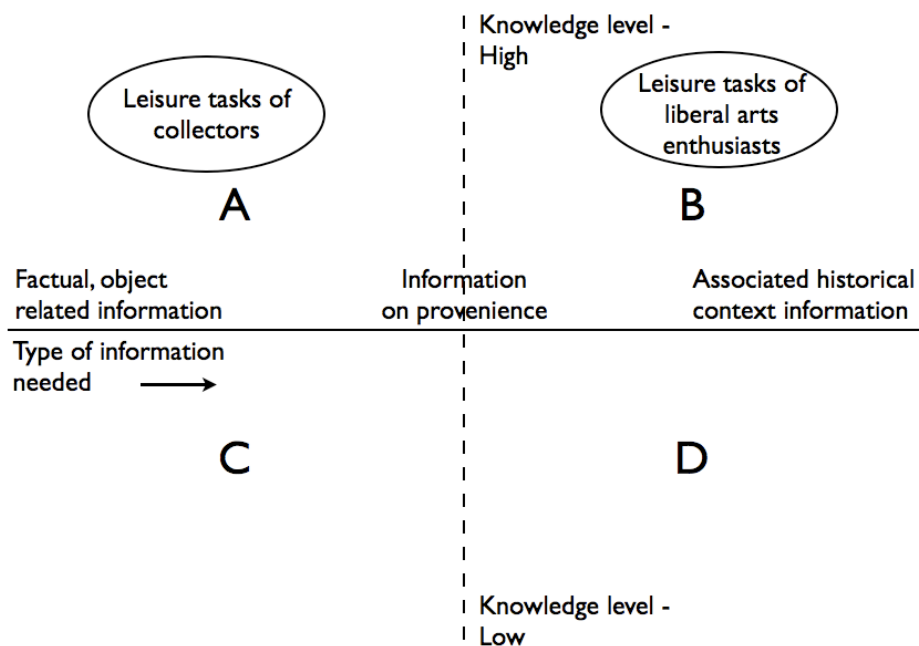 Knowledge level -
High
Leisure tasks of
collectors
Leisure tasks of
liberal arts
enthusiasts
A
B
Factual, object
related information
Information
on provenience
Associated historical
context information
Type of information
needed
C
D
Knowledge level -
Low